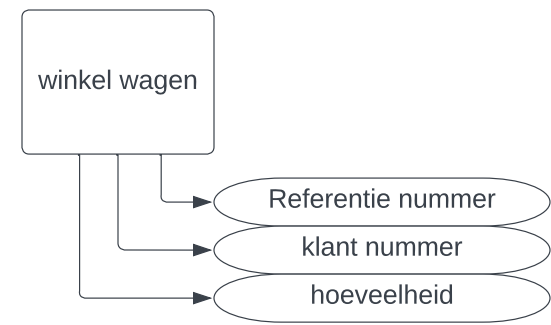 winkel wagen
Referentie nummer
klant nummer
hoeveelheid